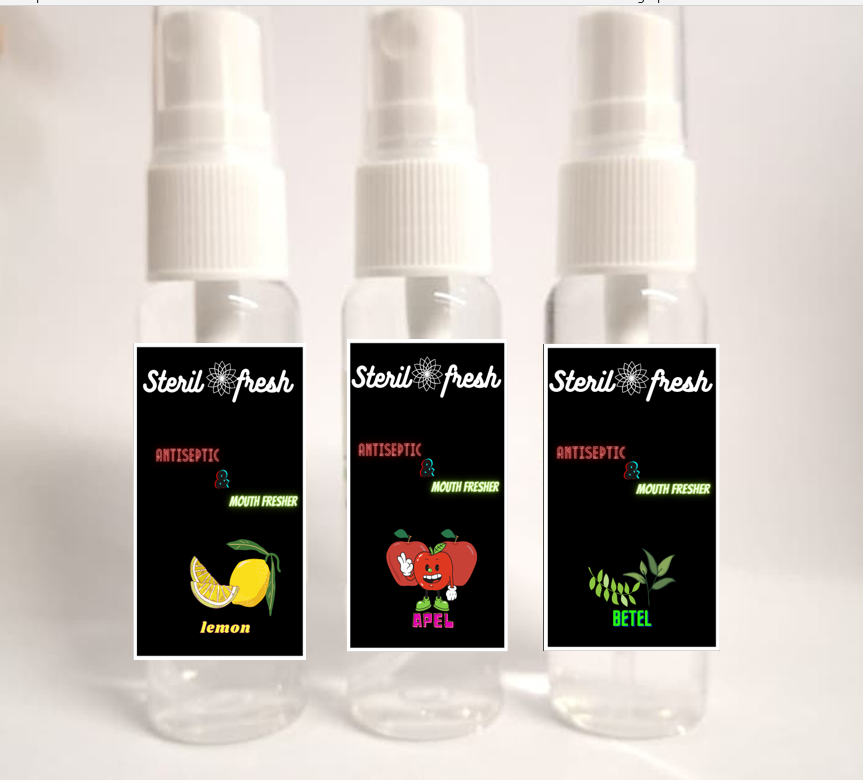 Steril fresh
ANTISEPTIC
&
MOUTH FRESHER
lemon
Steril fresh
ANTISEPTIC
&
MOUTH FRESHER
APEL
Steril fresh
ANTISEPTIC
&
MOUTH FRESHER
BETEL